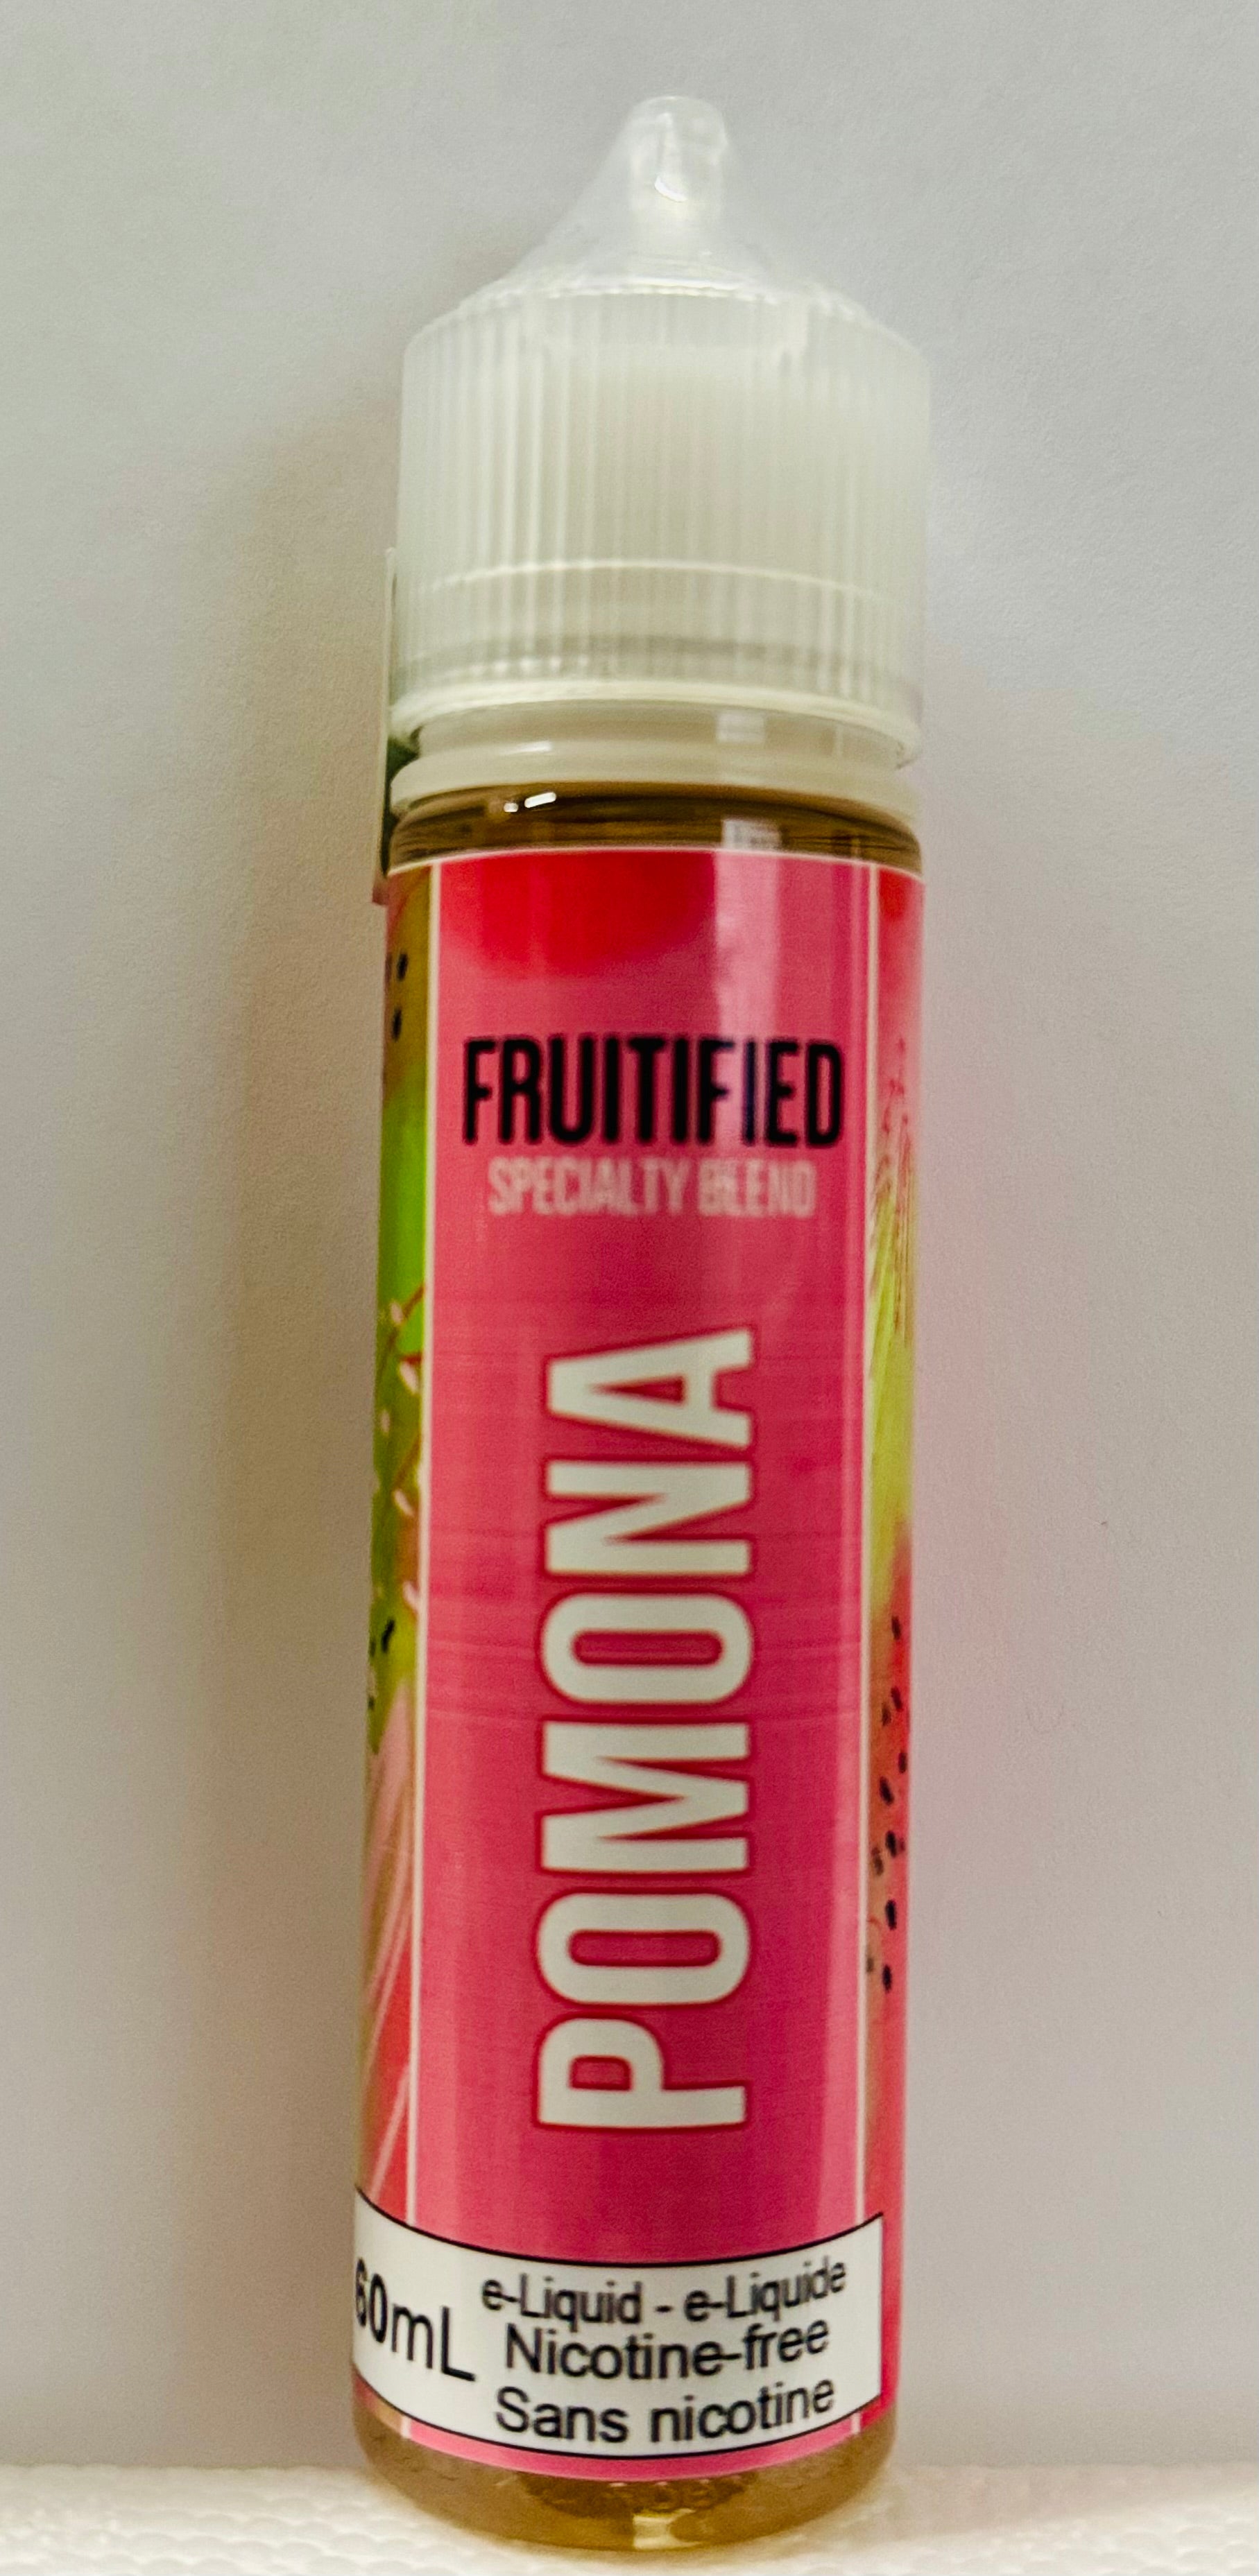 FRUITIFIED
SPECIALTY BLEND
POMONA
60mL
e-Liquid - e-Liquide
Nicotine-free
Sans nicotine